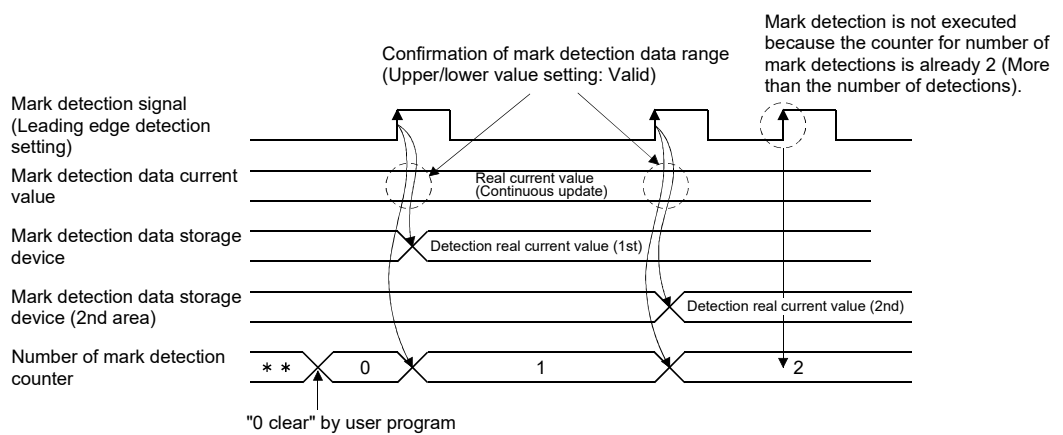 Mark detection is not executed
because the counter for number of
mark detections is already 2 (More
than the number of detections).
Confirmation of mark detection data range
(Upper/lower value setting: Valid)
Mark detection signal
(Leading edge detection
setting)
Mark detection data current
value
Real current value
(Continuous update)
Mark detection data storage
device
Detection real current value (1st)
Mark detection data storage
device (2nd area)
Detection real current value (2nd)
Number of mark detection
counter
* *
0
1
2
"0 clear" by user program